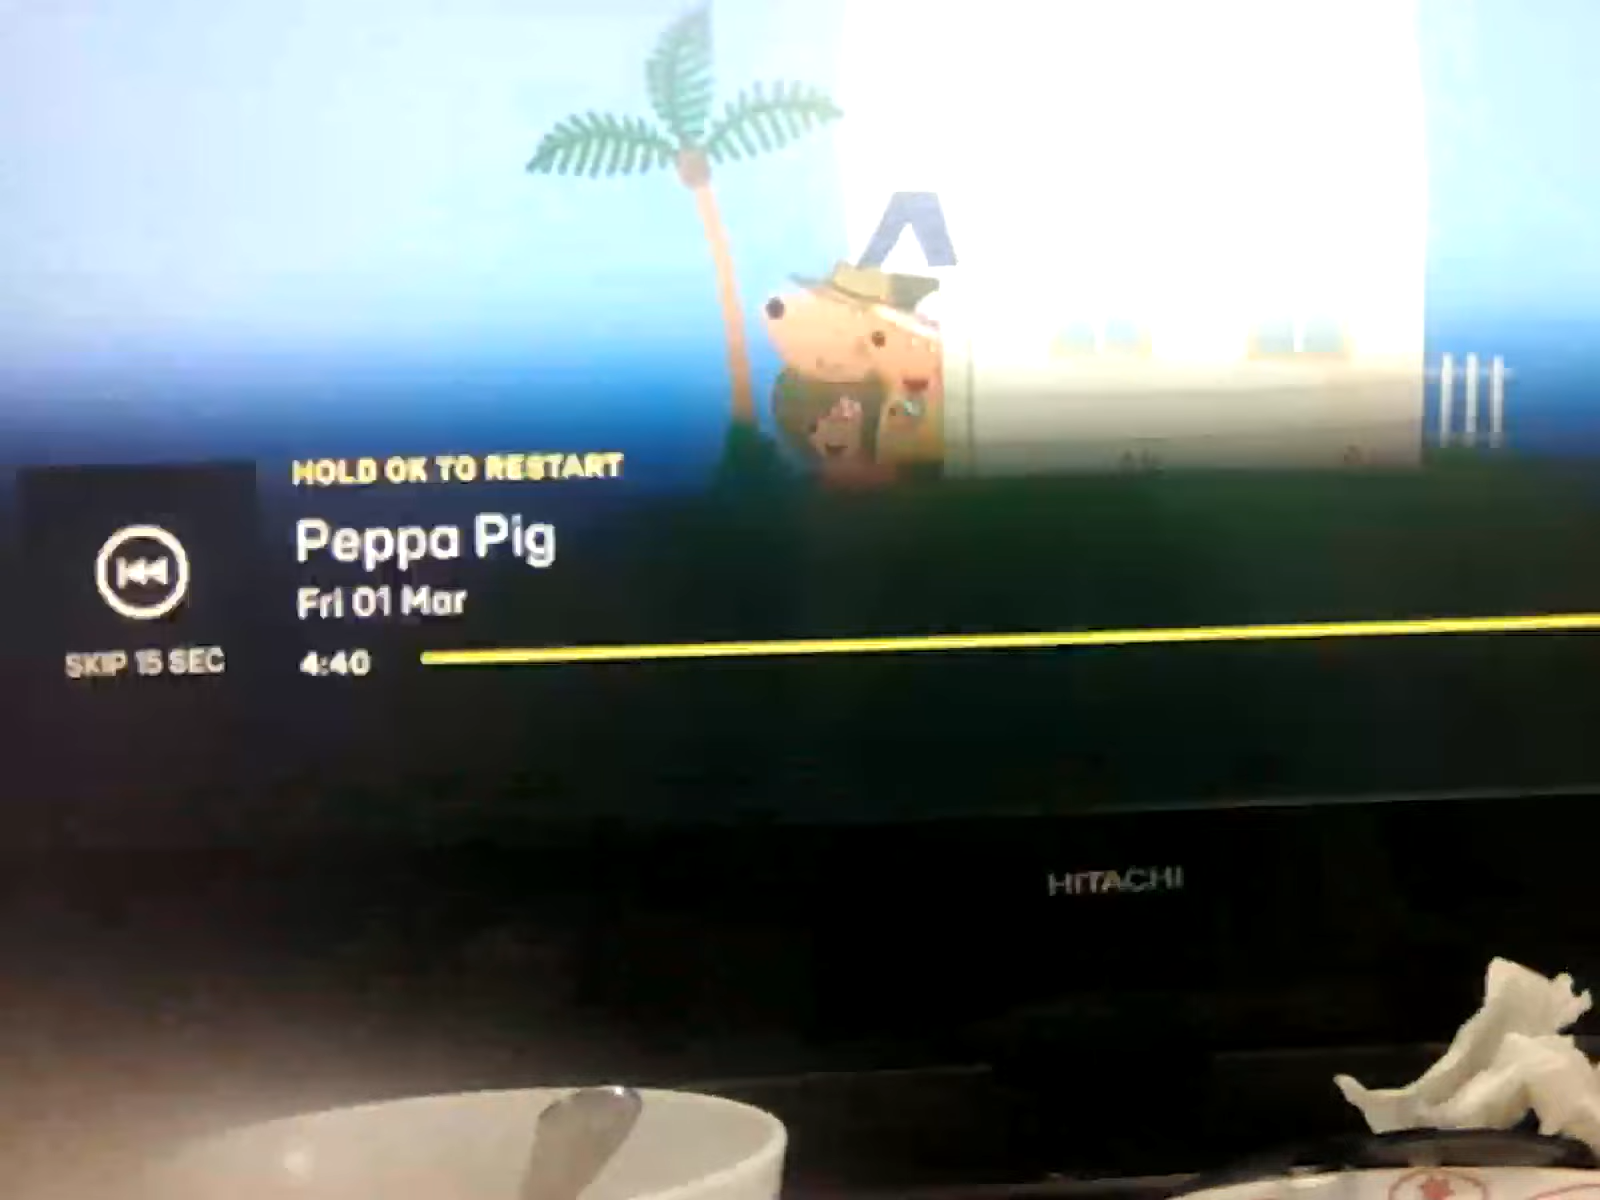 HOLD OK TO RESTART
Peppa Pig
Fri 01 Mar
SKIP 15 SEC
4:40
HITACHI